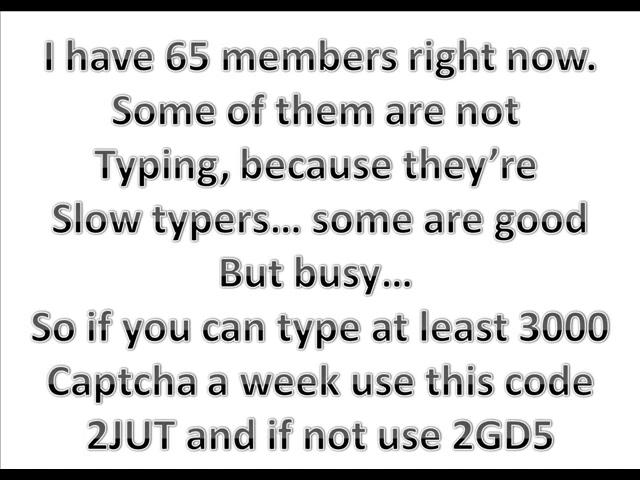 I have 65 members right now.
Some of them are not
Typing, because they’re
Slow typers... some are good
But busy...
So if you can type at least 3000
Captcha a week use this code
2JUT and if not use 2GD5